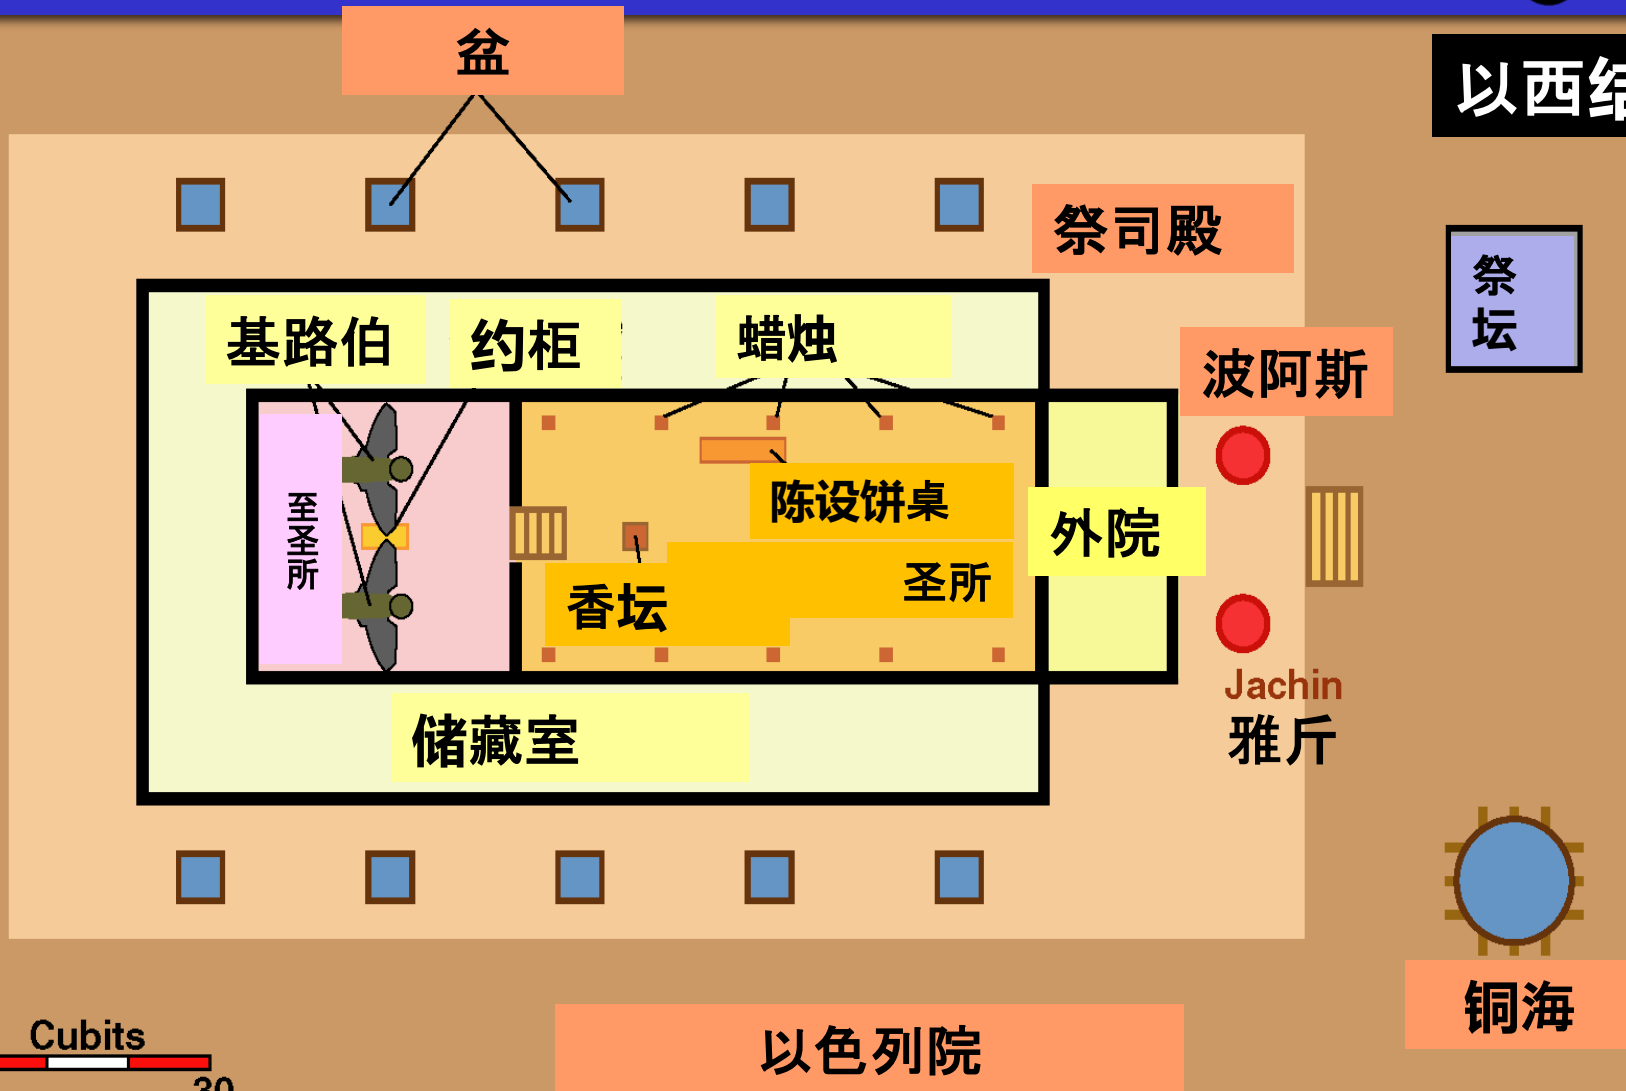 盆
以西结
祭司殿
祭
坛
基路伯
约柜
蜡烛
波阿斯
至圣所
陈设饼桌
外院
圣所
香坛
Jachin
雅斤
储藏室
铜海
Cubits
30
以色列院